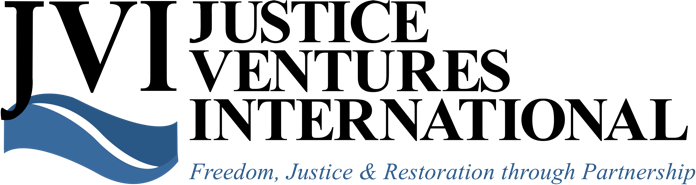 JVI
JUSTICE
VENTURES
INTERNATIONAL
Freedom, Justice & Restoration through Partnership